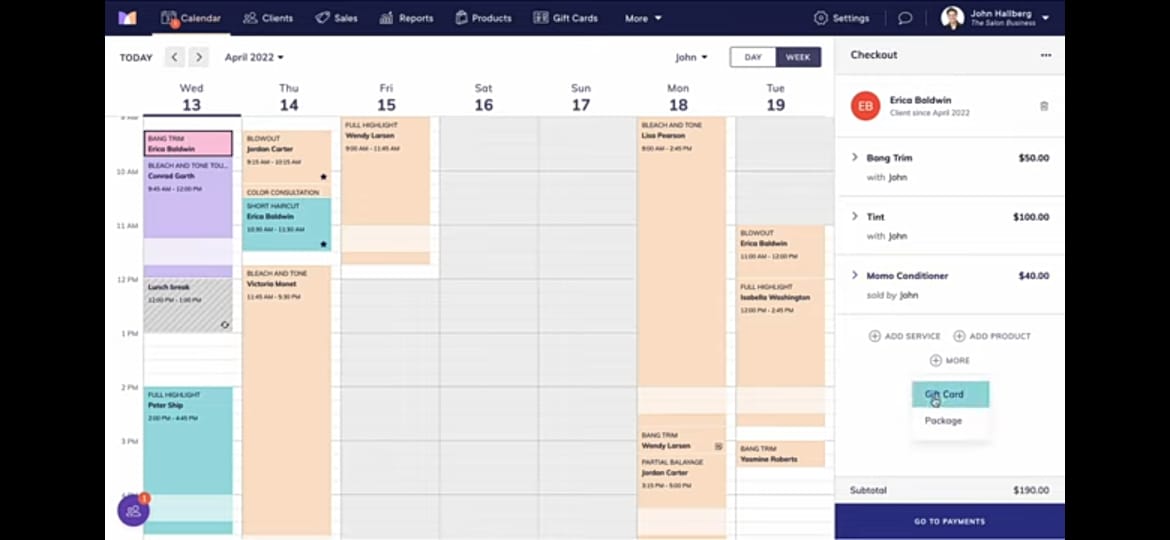 Calendar
Clients
Sales
Reports
Products
Gift Cards
More
Settings
John Hallberg
The Salon Business
1
TODAY
April 2022
John
DAY
WEEK
Wed
13
Thu
14
Fri
15
Sat
16
Sun
17
Mon
18
Tue
19
10 AM
11 AM
12 PM
1 PM
2 PM
3 PM
BANG TRIM
Erica Baldwin
BLEACH AND TONE TOU...
Conrad Garth
9:45 AM - 12:00 PM
Lunch break
12:00 PM - 1:00 PM
FULL HIGHLIGHT
Peter Ship
2:00 PM - 4:45 PM
BLOWOUT
Jordan Carter
9:15 AM - 10:15 AM
COLOR CONSULTATION
SHORT HAIRCUT
Erica Baldwin
10:30 AM - 11:30 AM
BLEACH AND TONE
Victoria Monet
11:45 AM - 5:30 PM
FULL HIGHLIGHT
Wendy Larsen
9:00 AM - 11:45 AM
BLEACH AND TONE
Lisa Pearson
9:00 AM - 2:45 PM
BANG TRIM
Wendy Larsen
PARTIAL BALAYAGE
Jordan Carter
3:15 PM - 5:00 PM
BLOWOUT
Erica Baldwin
11:00 AM - 12:00 PM
FULL HIGHLIGHT
Isabella Washington
12:00 PM - 2:45 PM
BANG TRIM
Yasmine Roberts
1
Checkout
EB
Erica Baldwin
Client since April 2022
Bang Trim $50.00
with John
Tint $100.00
with John
Momo Conditioner $40.00
sold by John
ADD SERVICE
ADD PRODUCT
MORE
Gift Card
Package
Subtotal $190.00
GO TO PAYMENTS